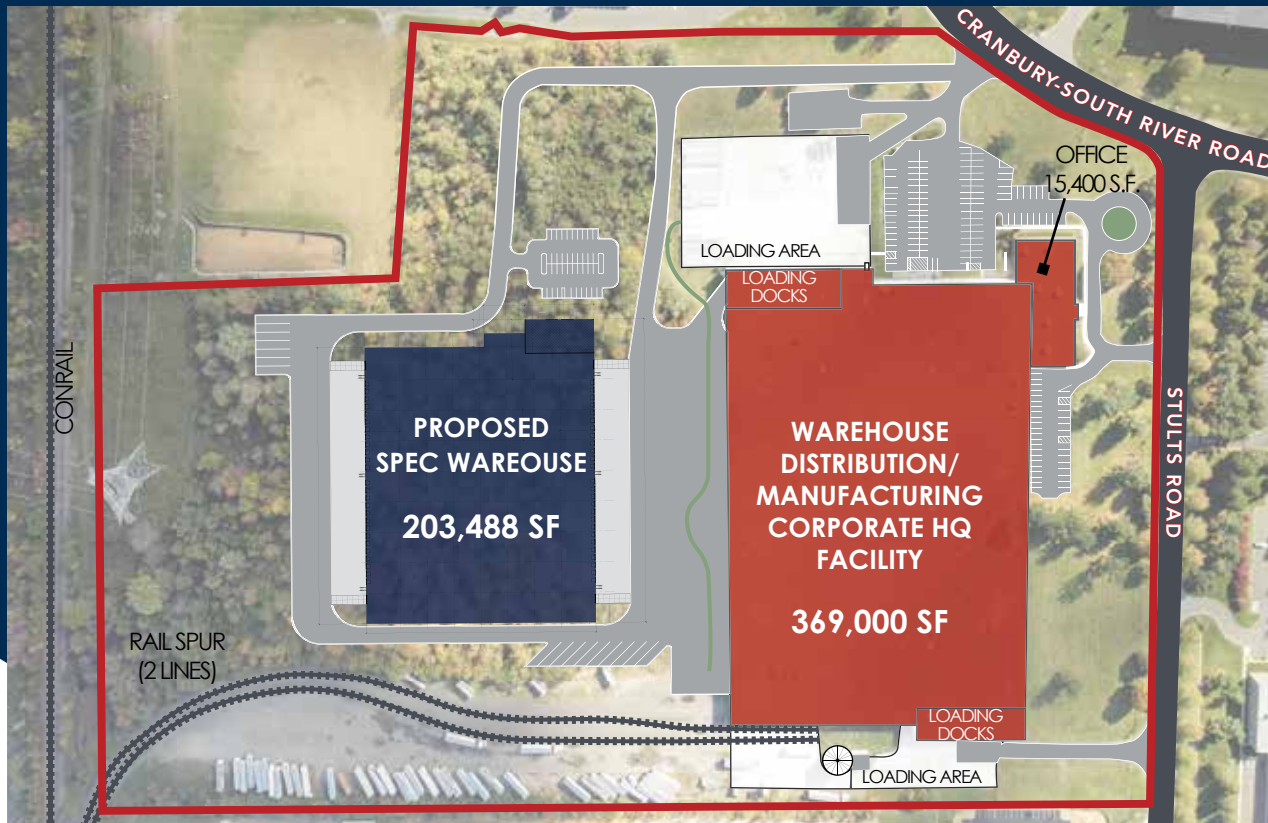 CRANBURY-SOUTH RIVER ROAD
OFFICE
15,400 S.F.
LOADING AREA
LOADING
DOCKS
CONRAIL
PROPOSED
SPEC WAREOUSE
203,488 SF
WAREHOUSE
DISTRIBUTION/
MANUFACTURING
CORPORATE HQ
FACILITY
369,000 SF
STULTS ROAD
RAIL SPUR
(2 LINES)
LOADING
DOCKS
LOADING AREA